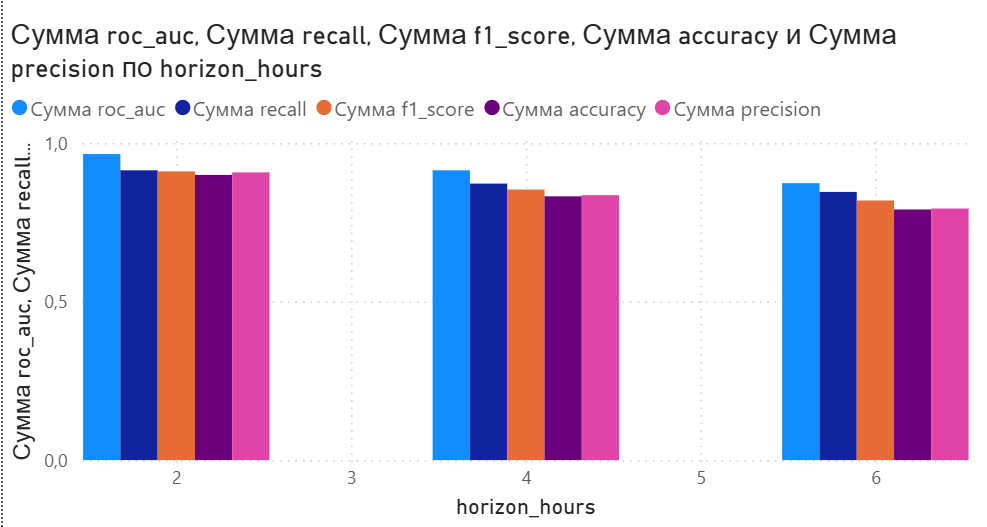 Сумма roc_auc, Сумма recall, Сумма f1_score, Сумма accuracy и Сумма
precision по horizon_hours
Сумма roc_auc Сумма recall Сумма f1_score Сумма accuracy Сумма precision
Сумма roc_auc, Сумма recall...
1,0
0,5
0,0
2 3 4 5 6
horizon_hours